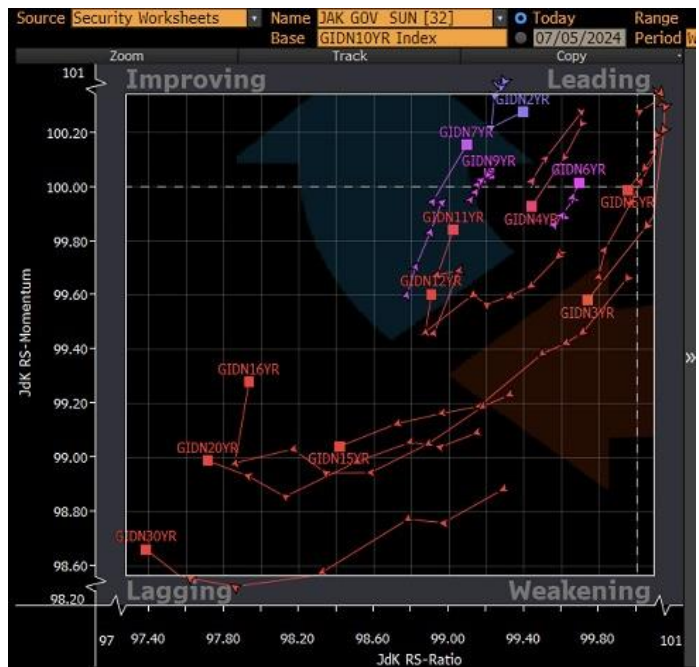 Source Security Worksheets Name JAK GOV SUN [32] Today Range
Base GIDN10YR Index 07/05/2024 Period W
Zoom Track Copy
101
Improving Leading
GIDN2YR
100.20
GIDN7YR
GIDN9YR
GIDN6YR
100.00
GIDN4YR
GIDN11YR
99.80
GIDN12YR
99.60
GIDN3YR
99.40
GIDN16YR
99.20
GIDN20YR GIDN15YR
99.00
98.80
GIDN30YR
98.60
Lagging Weakening
98.20
JdK RS-Momentum
»
97 97.40 97.80 98.20 98.60 99.00 99.40 99.80 101
JdK RS-Ratio